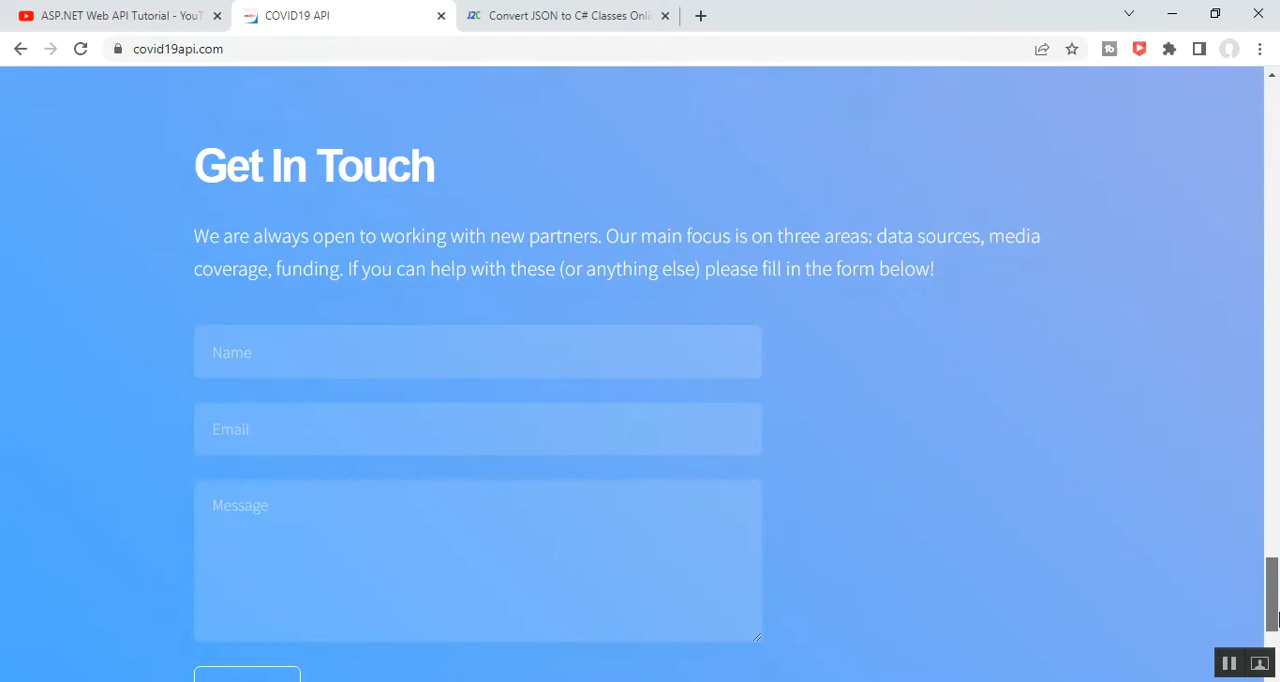 ASP.NET Web API Tutorial - YouT
COVID19 API
Convert JSON to C# Classes Onli
covid19api.com
Get In Touch
We are always open to working with new partners. Our main focus is on three areas: data sources, media
coverage, funding. If you can help with these (or anything else) please fill in the form below!
Name
Email
Message